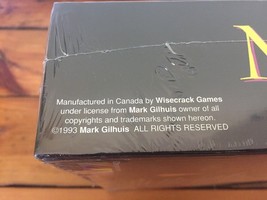 M
Manufactured in Canada by Wisecrack Games
under license from Mark Gilhuis owner of all
copyrights and trademarks shown hereon.
©1993 Mark Gilhuis ALL RIGHTS RESERVED